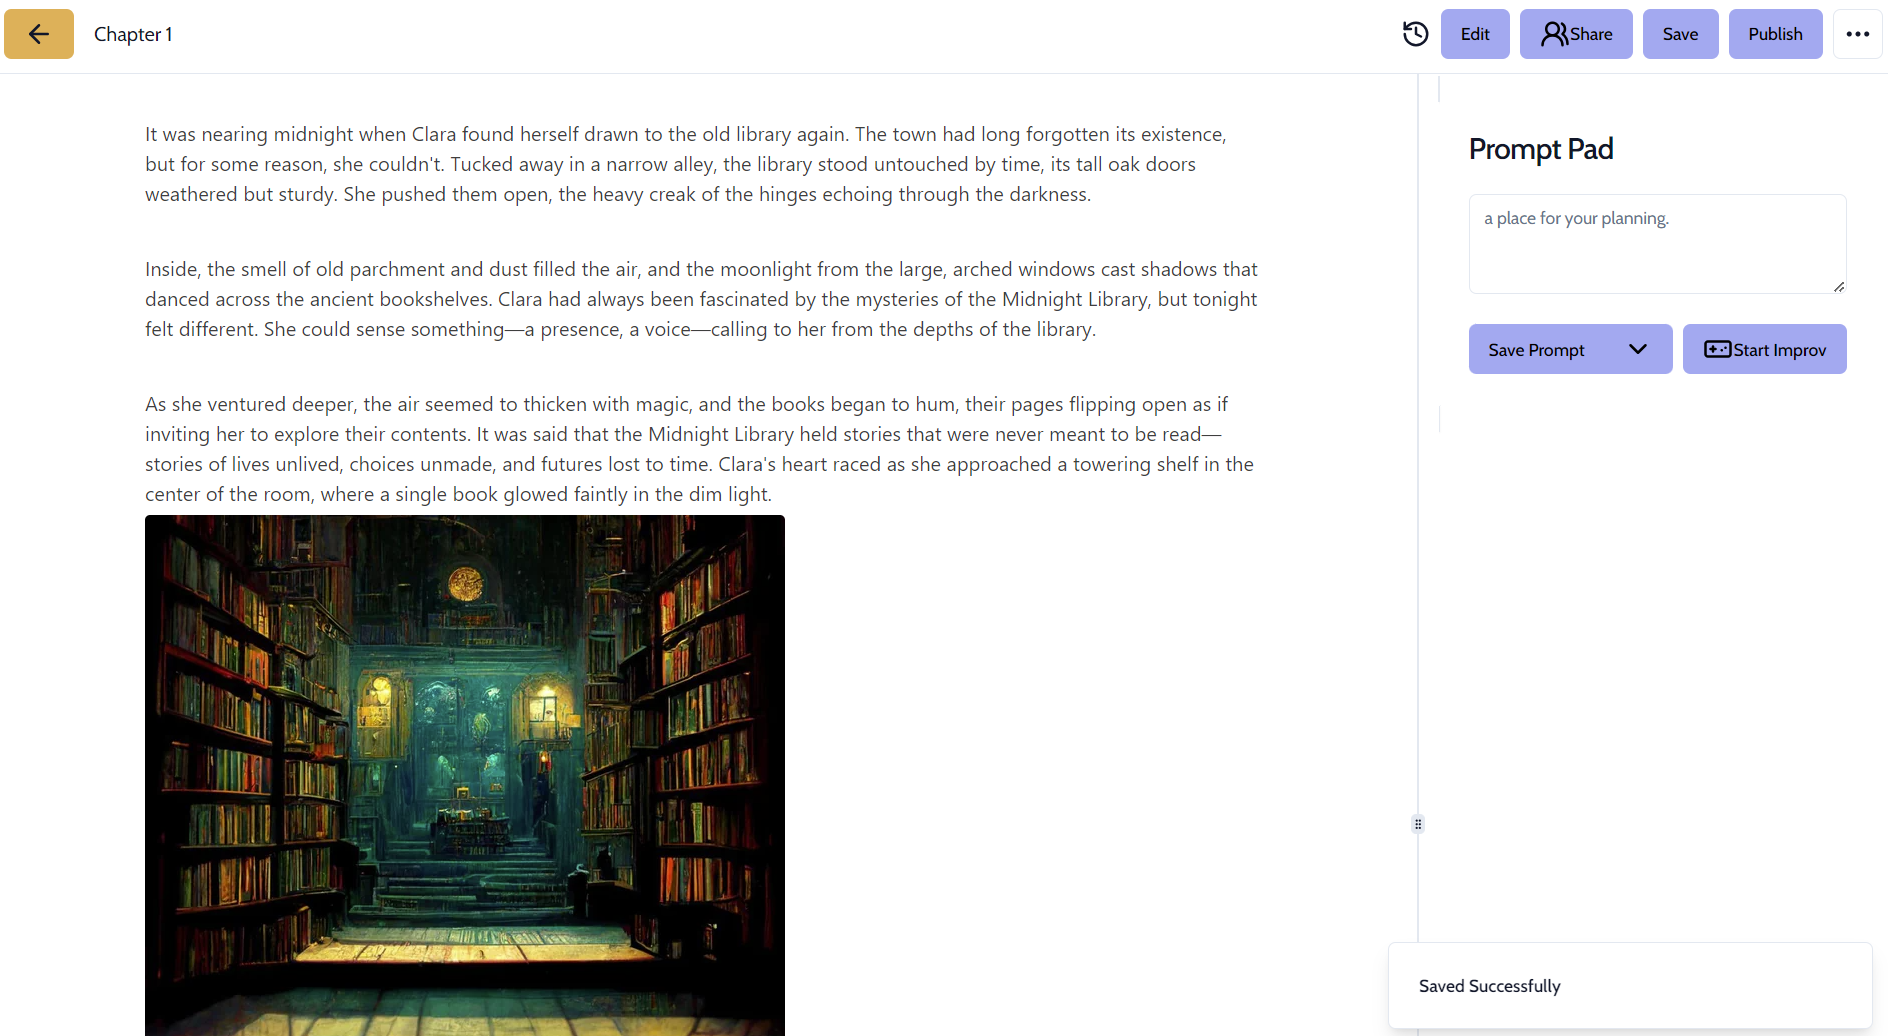 Chapter 1
Edit
Share
Save
Publish
It was nearing midnight when Clara found herself drawn to the old library again. The town had long forgotten its existence,
but for some reason, she couldn't. Tucked away in a narrow alley, the library stood untouched by time, its tall oak doors
weathered but sturdy. She pushed them open, the heavy creak of the hinges echoing through the darkness.
Inside, the smell of old parchment and dust filled the air, and the moonlight from the large, arched windows cast shadows that
danced across the ancient bookshelves. Clara had always been fascinated by the mysteries of the Midnight Library, but tonight
felt different. She could sense something—a presence, a voice—calling to her from the depths of the library.
As she ventured deeper, the air seemed to thicken with magic, and the books began to hum, their pages flipping open as if
inviting her to explore their contents. It was said that the Midnight Library held stories that were never meant to be read—
stories of lives unlived, choices unmade, and futures lost to time. Clara's heart raced as she approached a towering shelf in the
center of the room, where a single book glowed faintly in the dim light.
Prompt Pad
a place for your planning.
Save Prompt
Start Improv
Saved Successfully